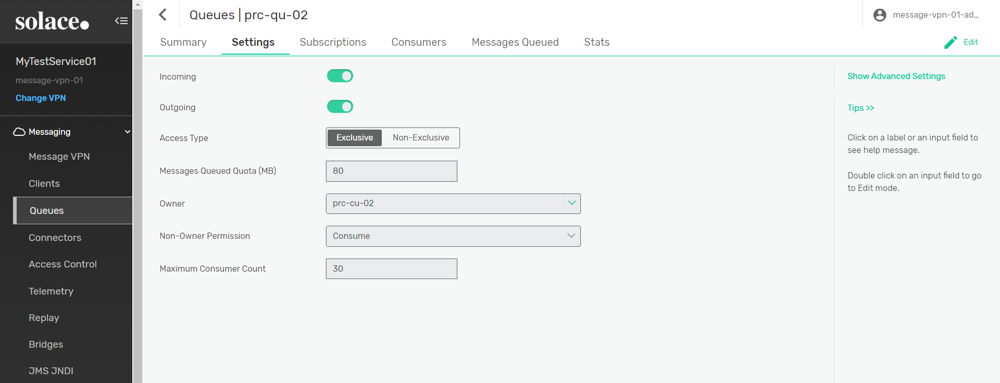 solace.
MyTestService01
message-vpn-01
Change VPN
Messaging
Message VPN
Clients
Queues
Connectors
Access Control
Telemetry
Replay
Bridges
JMS JNDI
Queues | prc-qu-02
message-vpn-01-ad...
Summary Settings Subscriptions Consumers Messages Queued Stats
Edit
Incoming
Outgoing
Access Type Exclusive Non-Exclusive
Messages Queued Quota (MB) 80
Owner prc-cu-02
Non-Owner Permission Consume
Maximum Consumer Count 30
Show Advanced Settings
Tips >>
Click on a label or an input field to
see help message.
Double click on an input field to go
to Edit mode.